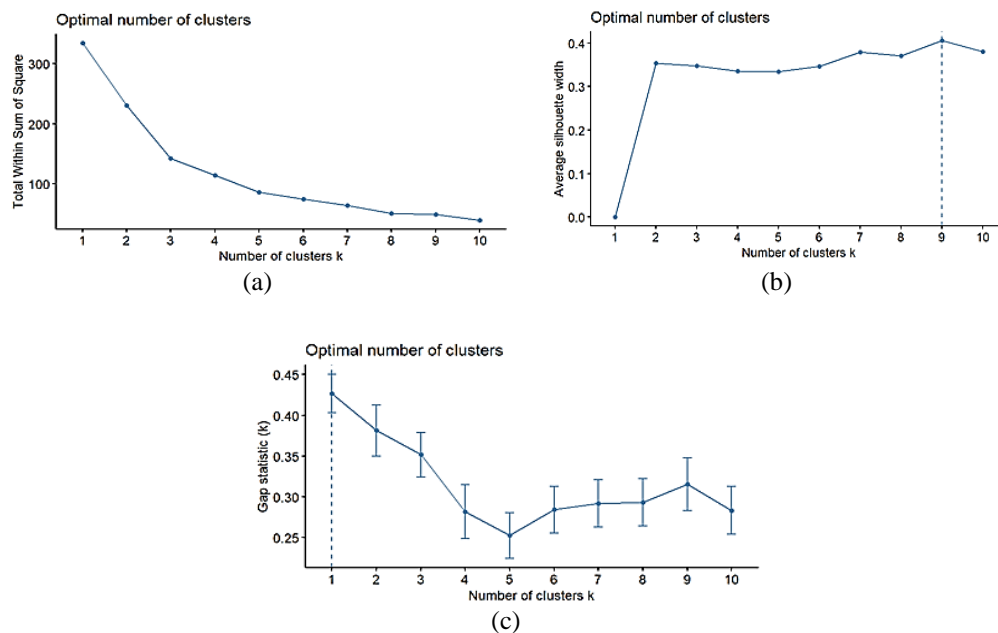 Optimal number of clusters
Total Within Sum of Square
300
200
100
1 2 3 4 5 6 7 8 9 10
Number of clusters k
(a)
Optimal number of clusters
Average silhouette width
0.4
0.3
0.2
0.1
0.0
1 2 3 4 5 6 7 8 9 10
Number of clusters k
(b)
Optimal number of clusters
Gap statistic (k)
0.45
0.40
0.35
0.30
0.25
1 2 3 4 5 6 7 8 9 10
Number of clusters k
(c)